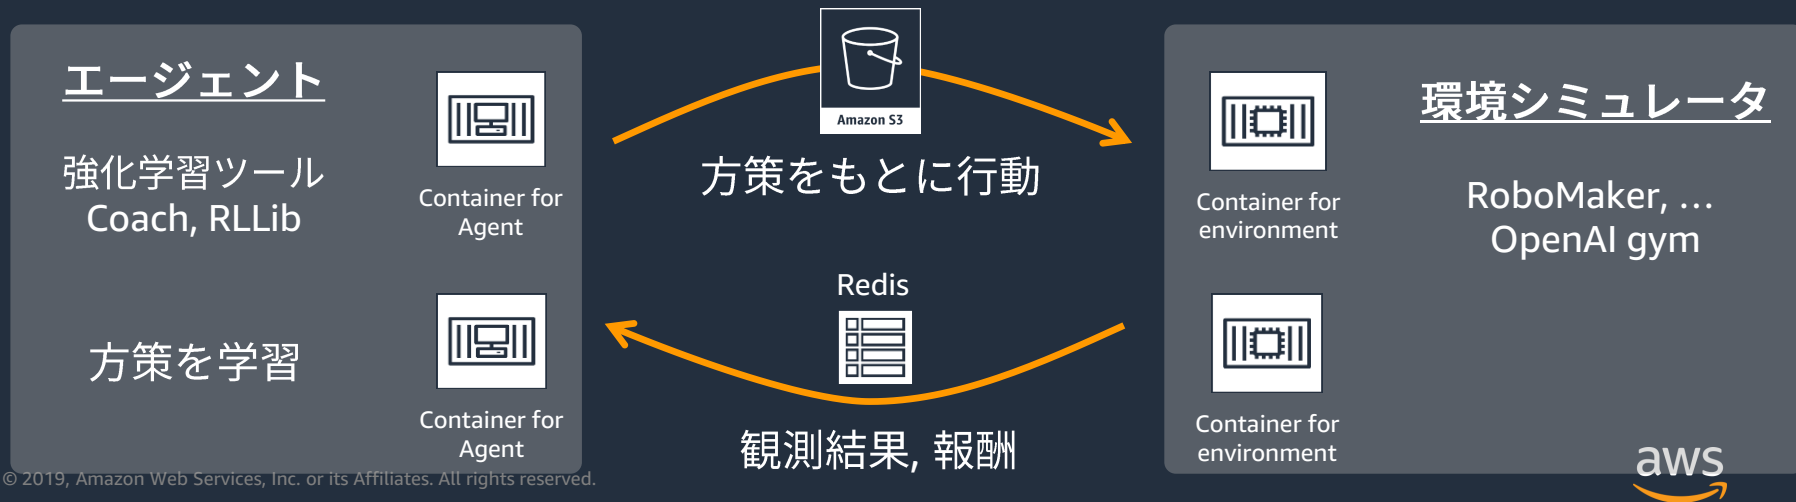 エージェント
強化学習ツール
Coach, RLLib
方策を学習
Container for
Agent
Container for
Agent
Amazon S3
方策をもとに行動
Redis
観測結果, 報酬
Container for
environment
Container for
environment
環境シミュレータ
RoboMaker, ...
OpenAI gym
© 2019, Amazon Web Services, Inc. or its Affiliates. All rights reserved.
aws